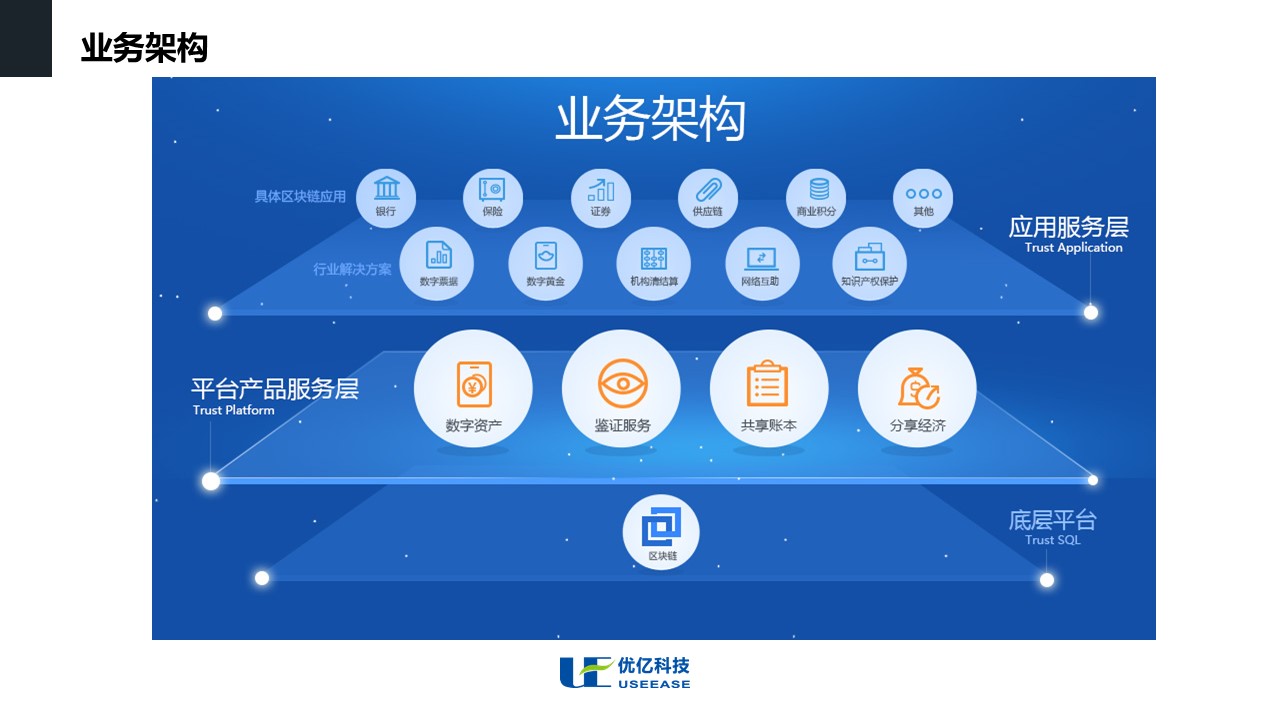 业务架构
业务架构
具体区块链应用
银行
保险
证券
供应链
商业积分
其他
应用服务层
Trust Application
行业解决方案
数字票据
数字黄金
机构清结算
网络互助
知识产权保护
平台产品服务层
Trust Platform
数字资产
鉴证服务
共享账本
分享经济
区块链
底层平台
Trust SQL
优亿科技
USEEASE